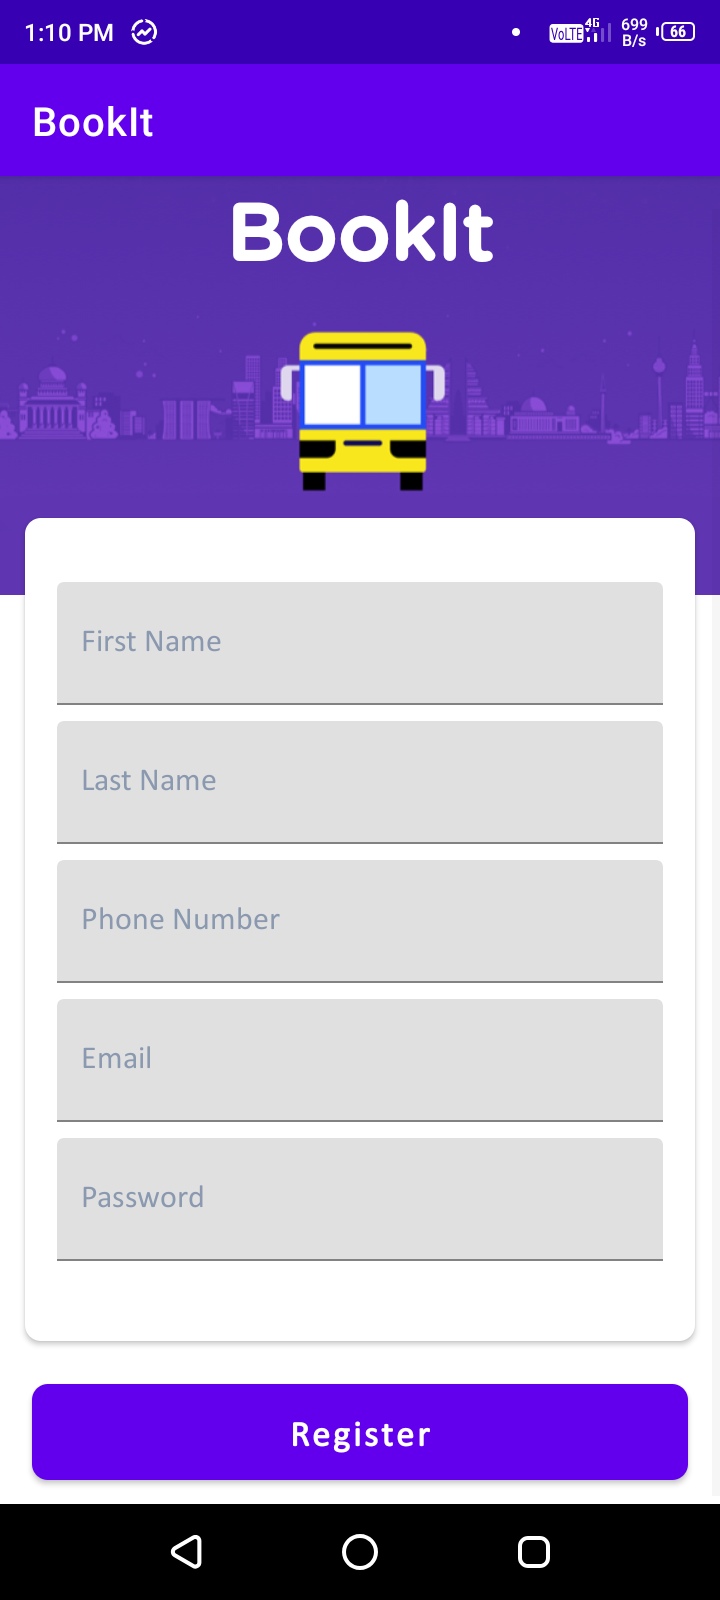 1:10 PM
VoLTE 4G 699 B/s 66
BookIt
BookIt
First Name
Last Name
Phone Number
Email
Password
Register